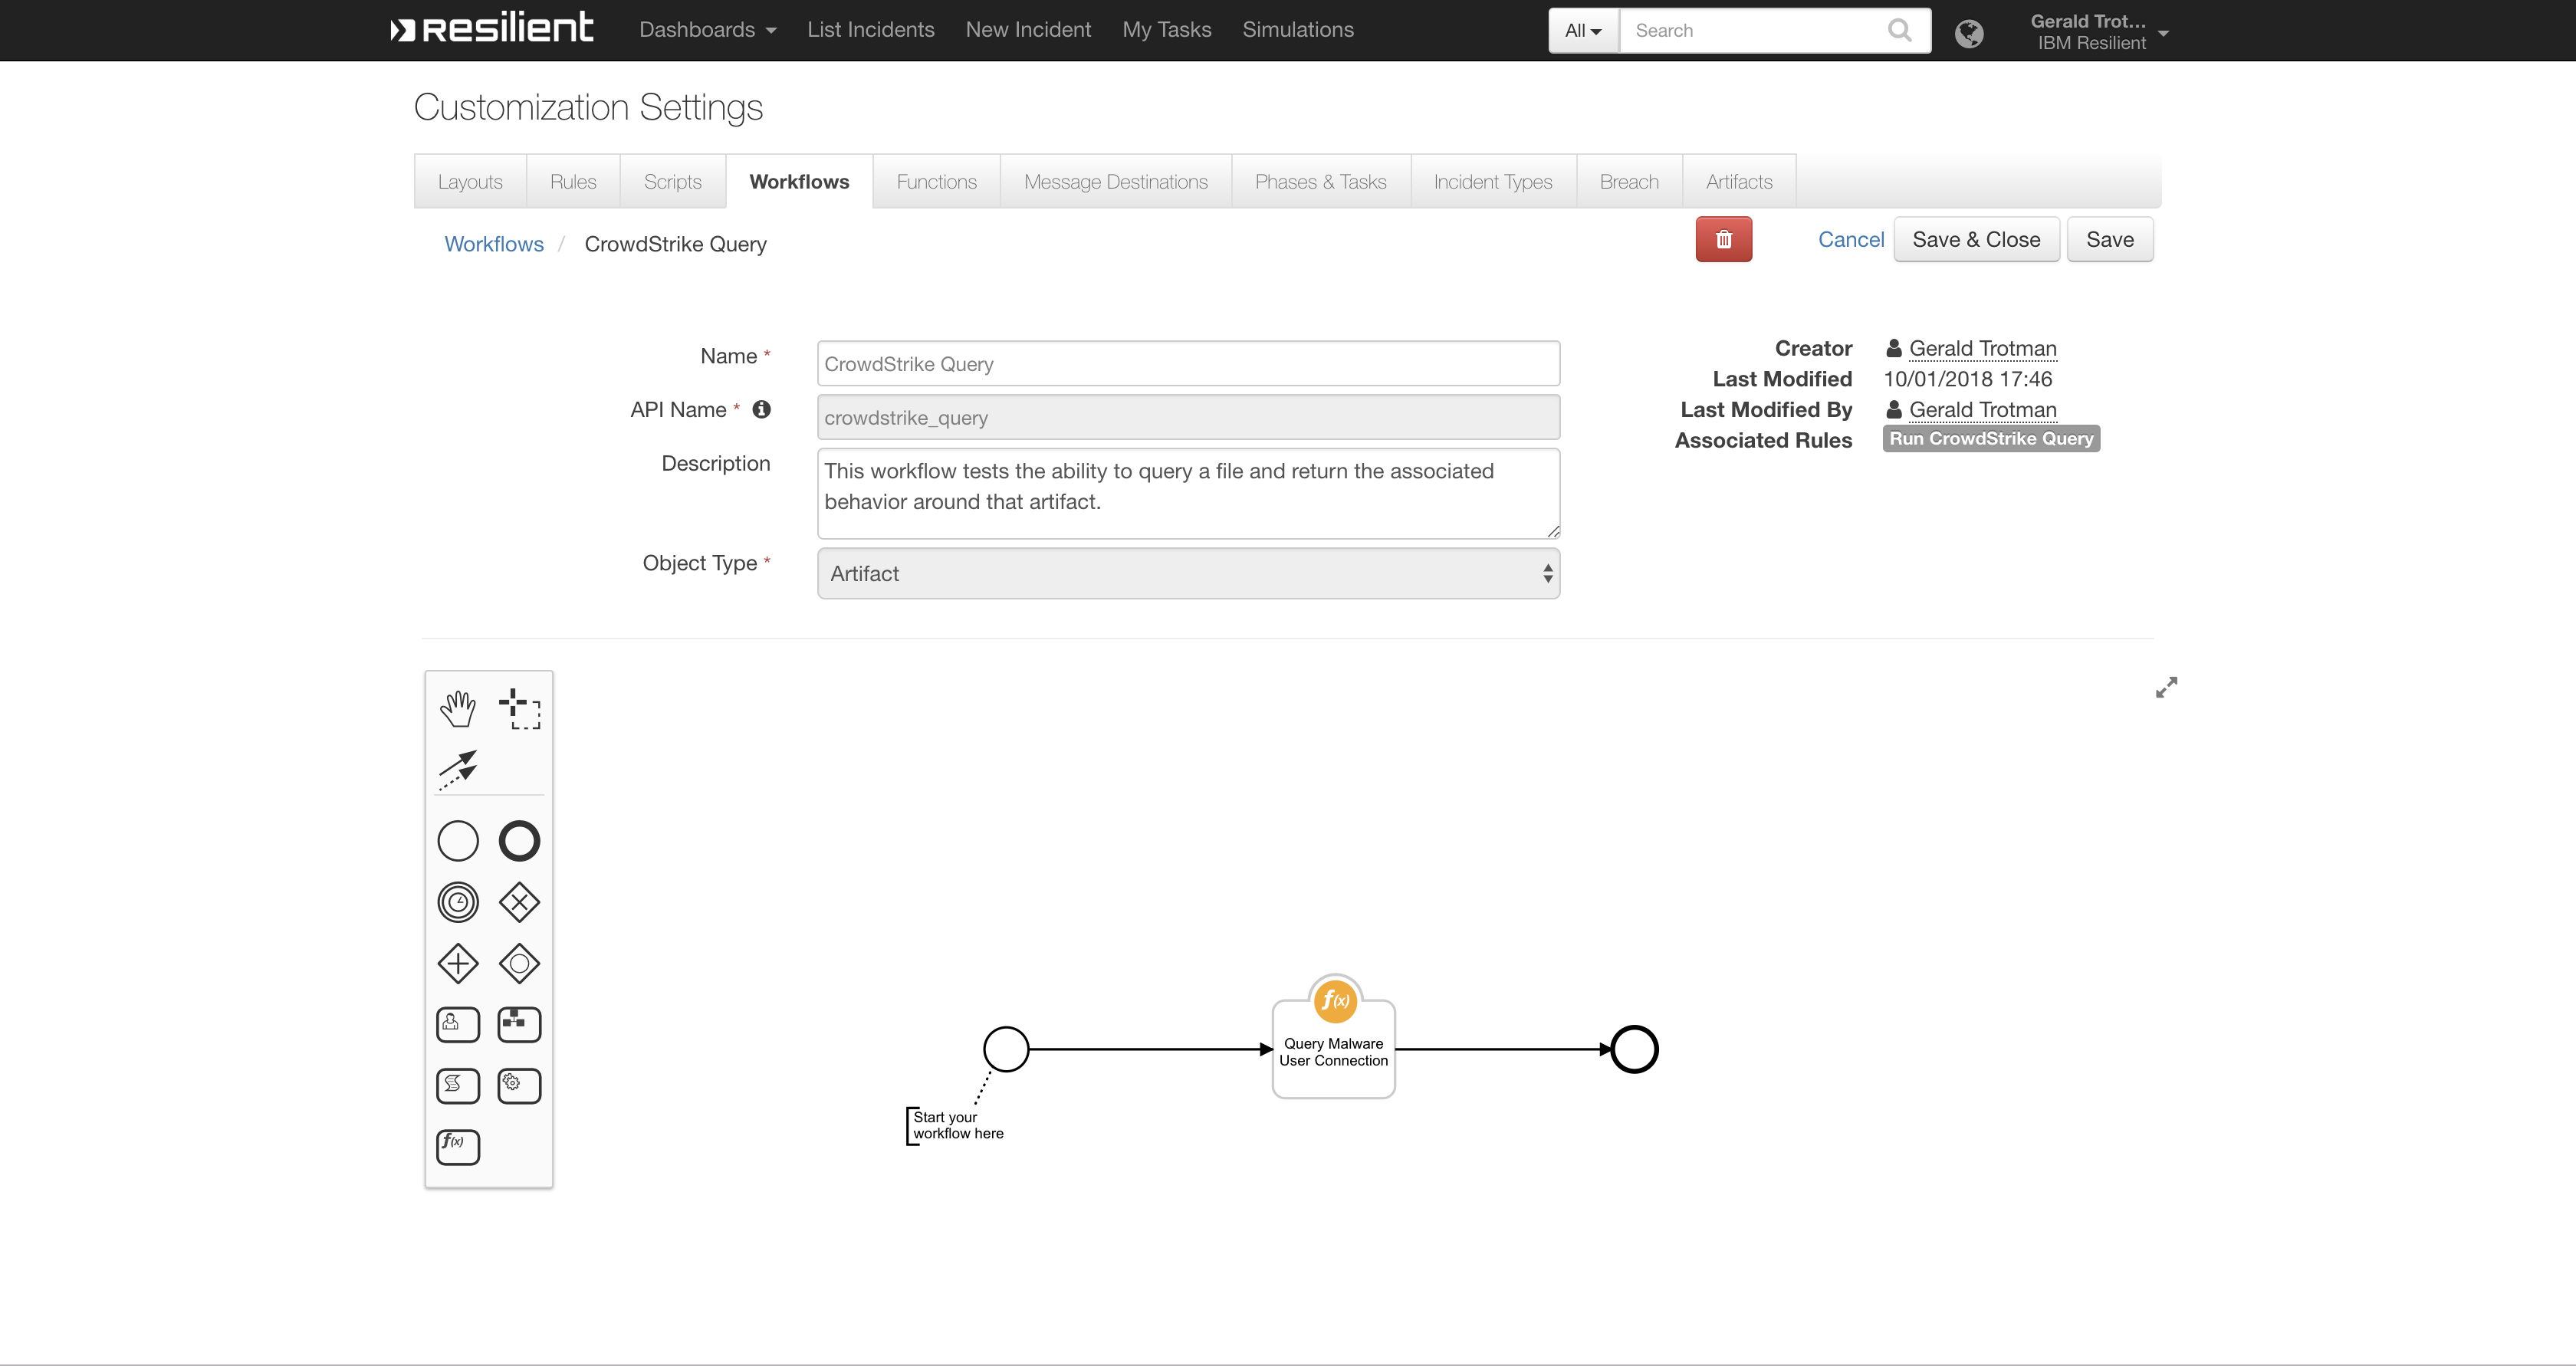 Resilient
Dashboards List Incidents New Incident My Tasks Simulations
All Search
Gerald Trot...
IBM Resilient
Customization Settings
Layouts Rules Scripts Workflows Functions Message Destinations Phases & Tasks Incident Types Breach Artifacts
Workflows / CrowdStrike Query
Cancel Save & Close Save
Name * CrowdStrike Query
API Name * crowdstrike_query
Description This workflow tests the ability to query a file and return the associated
behavior around that artifact.
Object Type * Artifact
Creator Gerald Trotman
Last Modified 10/01/2018 17:46
Last Modified By Gerald Trotman
Associated Rules Run CrowdStrike Query
f(x)
Query Malware
User Connection
Start your
workflow here
f(x)